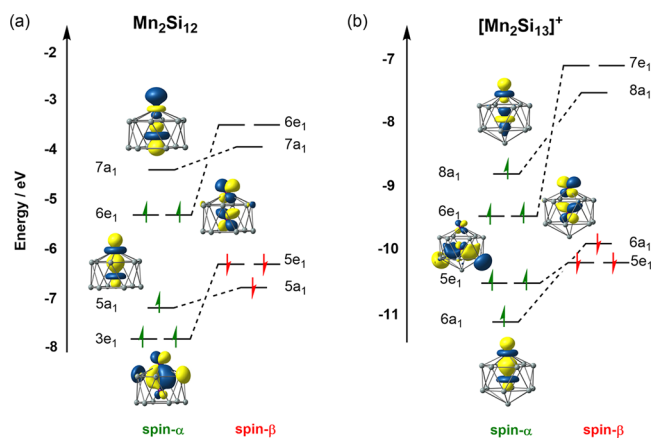 (a)
Mn₂Si₁₂
Energy / eV
-2
-3
-4
-5
-6
-7
-8
7a₁
6e₁
5a₁
3e₁
6e₁
7a₁
5e₁
5a₁
spin-α
spin-β
(b)
[Mn₂Si₁₃]⁺
-7
-8
-9
-10
-11
8a₁
6e₁
5e₁
6a₁
7e₁
8a₁
6a₁
5e₁
spin-α
spin-β